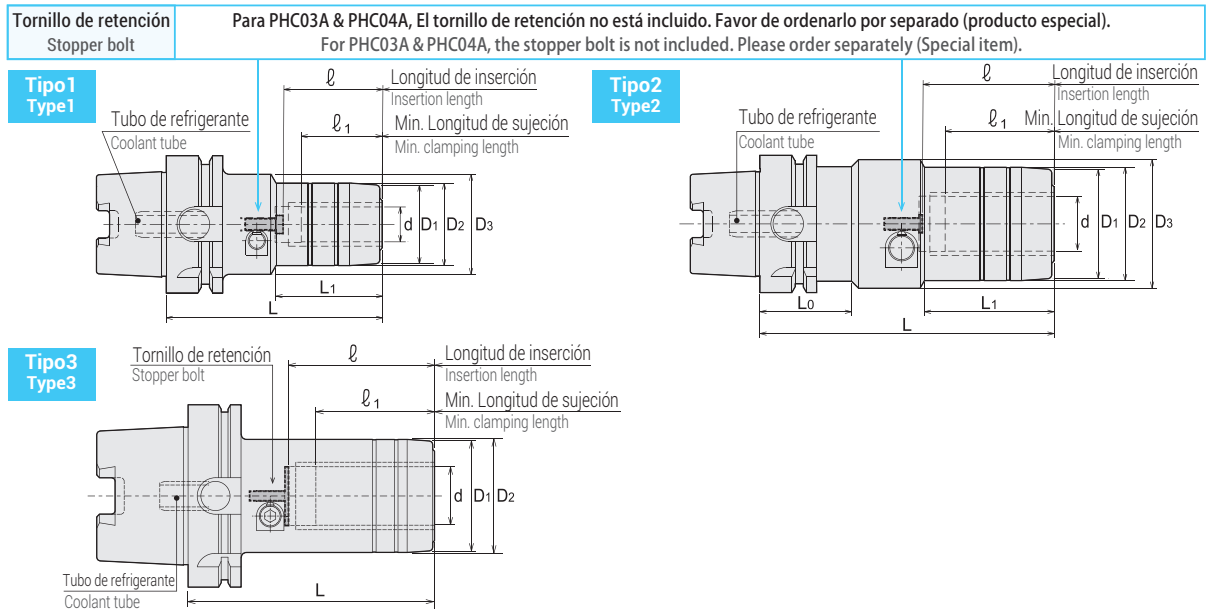 Tornillo de retención
Stopper bolt
Para PHC03A & PHC04A, El tornillo de retención no está incluido. Favor de ordenarlo por separado (producto especial).
For PHC03A & PHC04A, the stopper bolt is not included. Please order separately (Special item).
Tipo1
Type1
Tubo de refrigerante
Coolant tube
ℓ
Longitud de inserción
Insertion length
ℓ1
Min. Longitud de sujeción
Min. clamping length
d
D1
D2
D3
L1
L
Tipo2
Type2
Tubo de refrigerante
Coolant tube
ℓ
Longitud de inserción
Insertion length
ℓ1
Min. Longitud de sujeción
Min. clamping length
d
D1
D2
D3
L0
L1
L
Tipo3
Type3
Tornillo de retención
Stopper bolt
ℓ
Longitud de inserción
Insertion length
ℓ1
Min. Longitud de sujeción
Min. clamping length
d
D1
D2
Tubo de refrigerante
Coolant tube
L